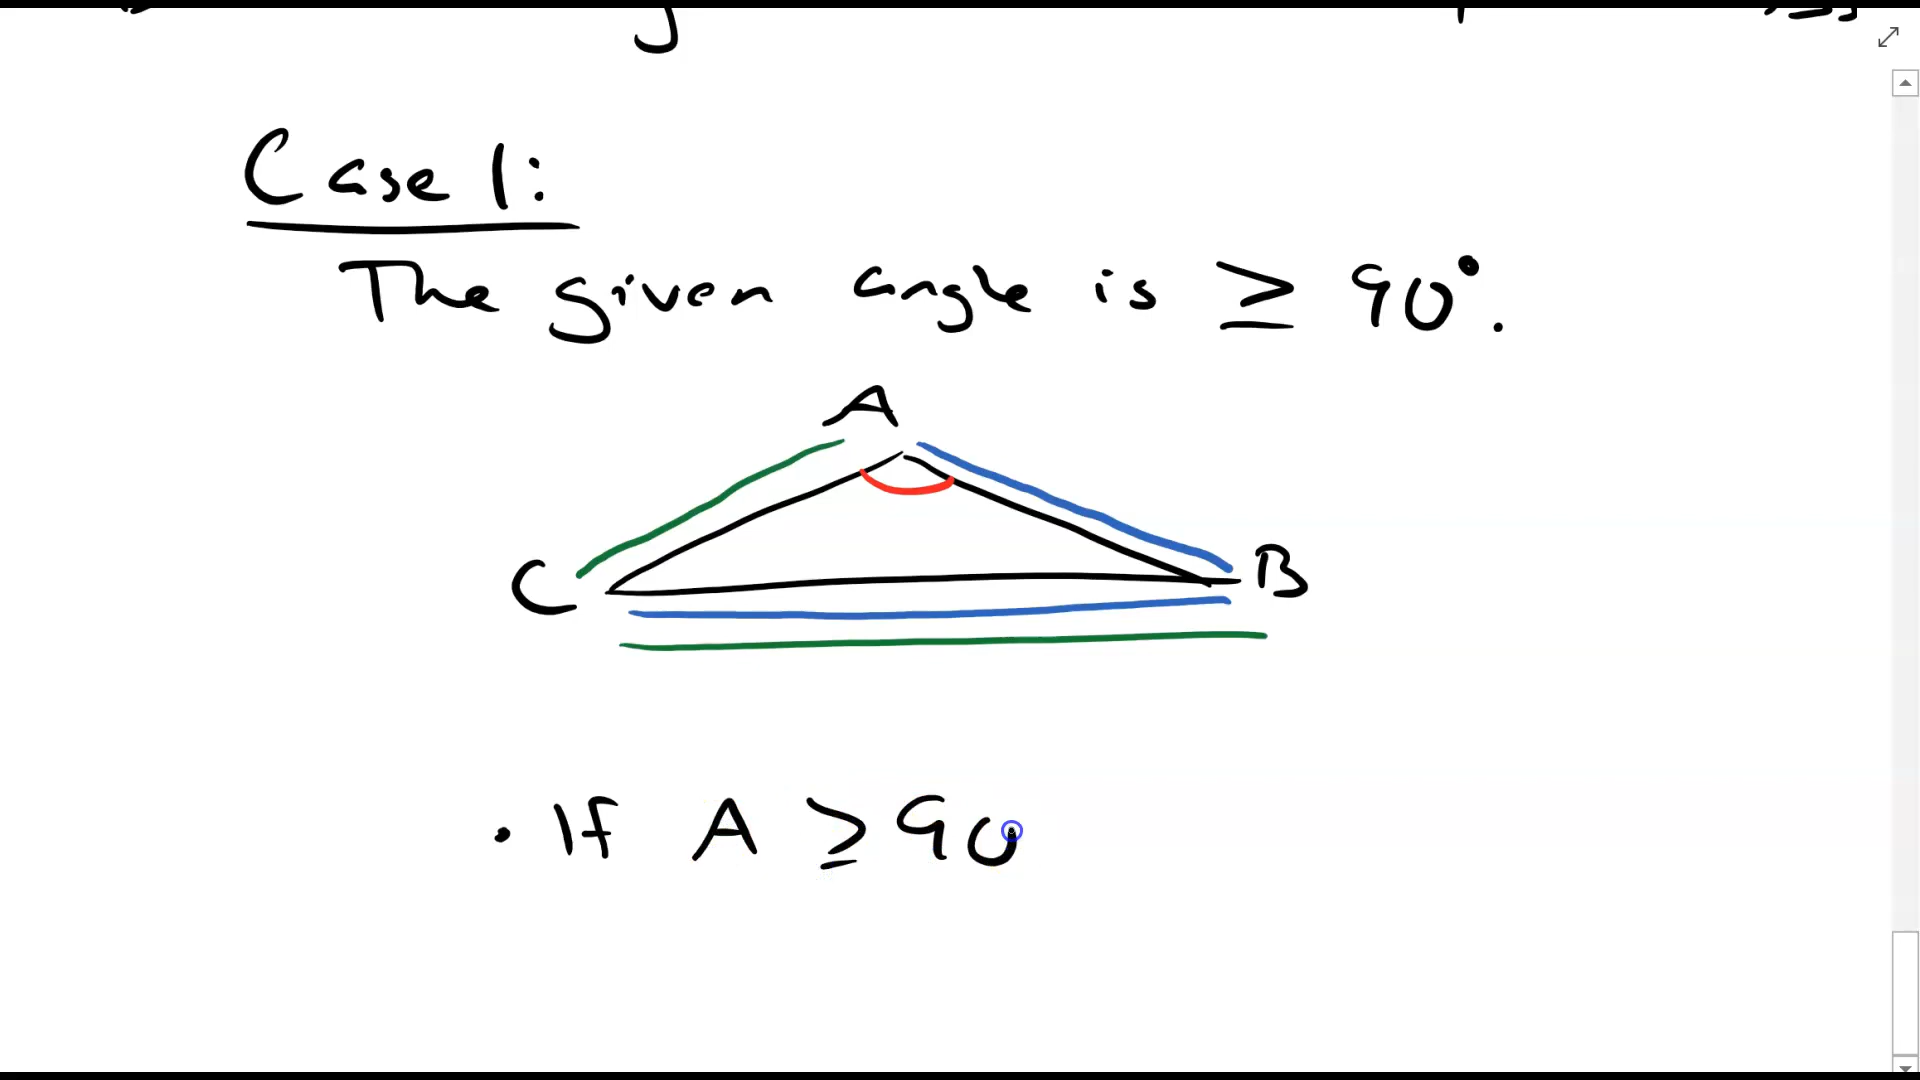 Case 1:
The given angle is ≥ 90°.
A
C
B
• If A ≥ 90